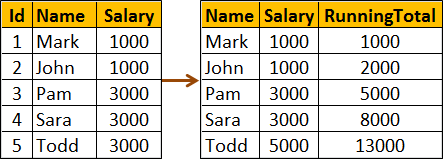 Id Name Salary
1 Mark 1000
2 John 1000
3 Pam 3000
4 Sara 3000
5 Todd 3000
Name Salary RunningTotal
Mark 1000 1000
John 1000 2000
Pam 3000 5000
Sara 3000 8000
Todd 5000 13000